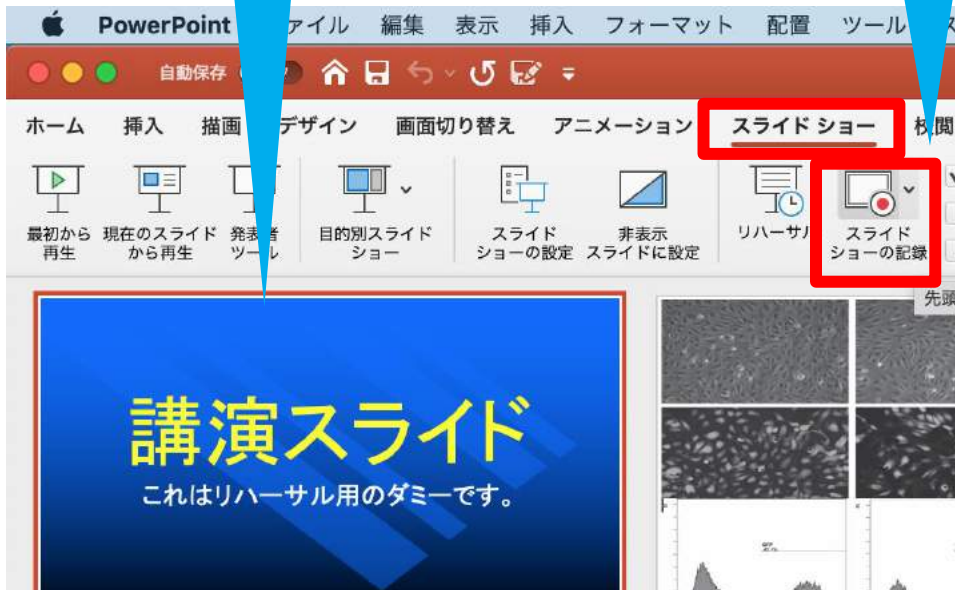 PowerPoint ァイル 編集 表示 挿入 フォーマット 配置 ツール
自動保存
ホーム 挿入 描画 デザイン 画面切り替え アニメーション スライド ショー 校閲
最初から 現在のスライド 発表者 目的別スライド スライド 非表示 リハーサル スライド
再生 から再生 ツール ショー ショーの設定 スライドに設定 ショーの記録
先頭
講演スライド
これはリハーサル用のダミーです。